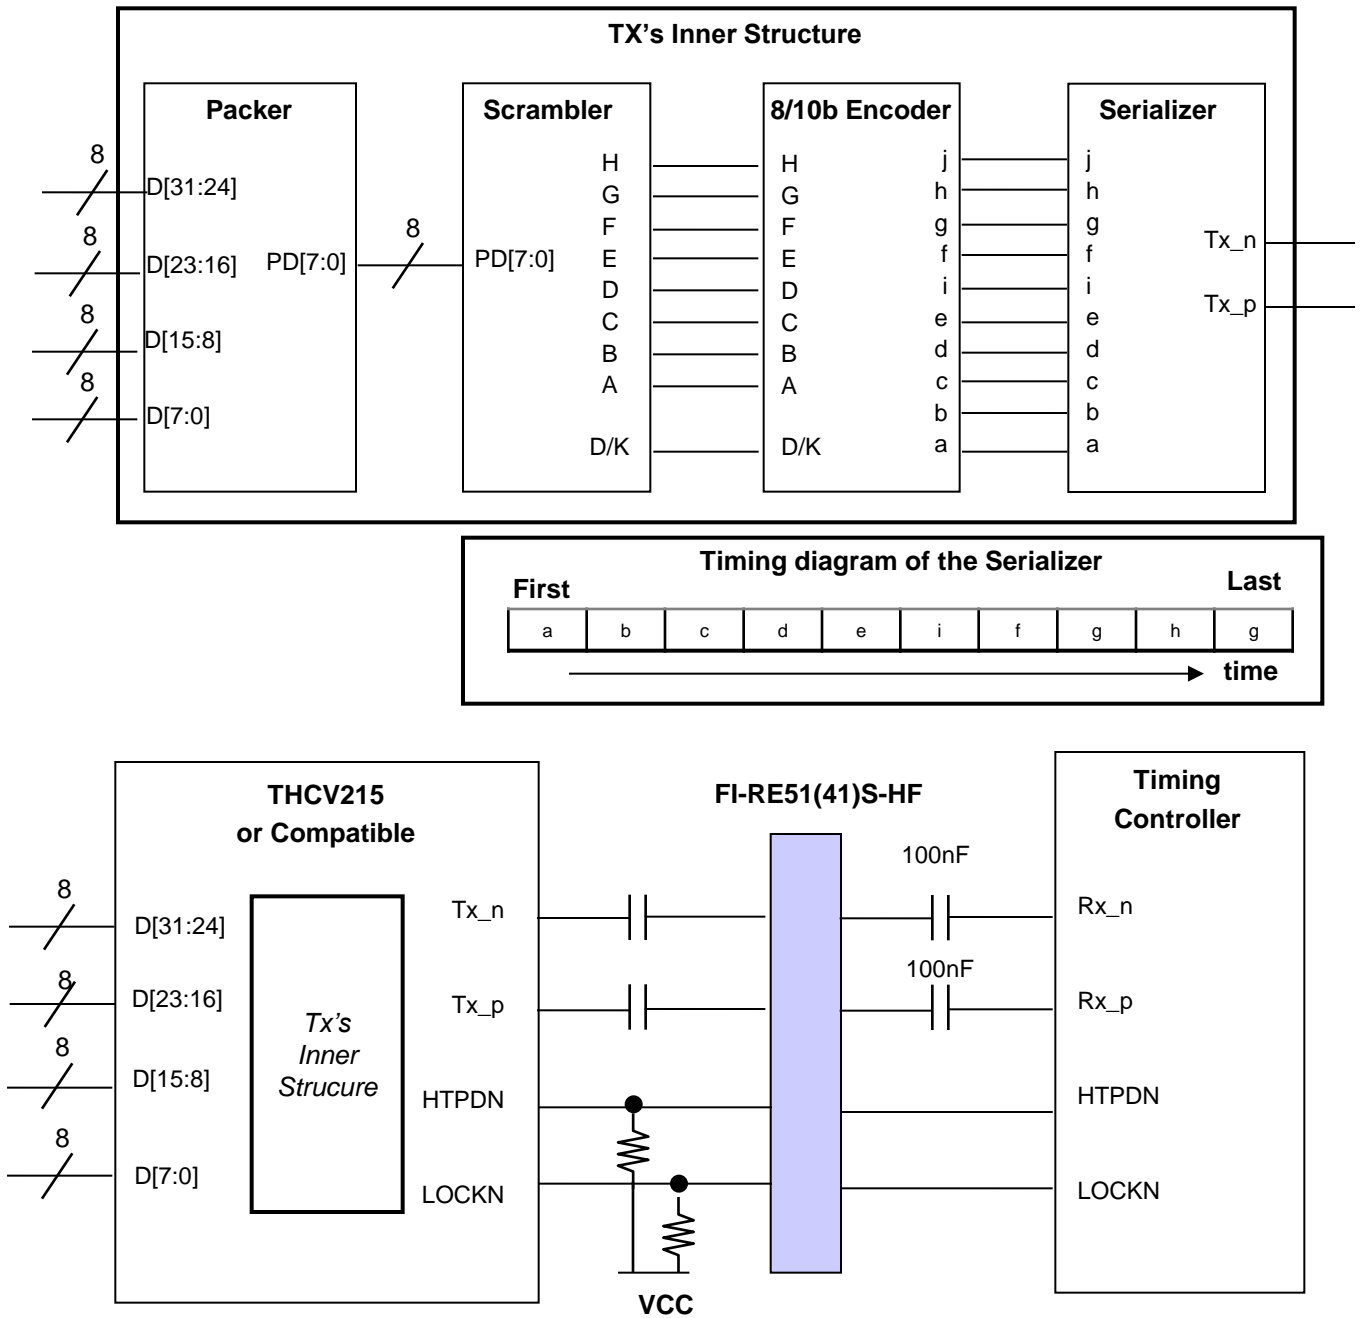 TX's Inner Structure
Packer
8
D[31:24]
8
D[23:16]
8
D[15:8]
8
D[7:0]
PD[7:0]
8
Scrambler
PD[7:0]
H
G
F
E
D
C
B
A
D/K
8/10b Encoder
H
G
F
E
D
C
B
A
D/K
j
h
g
f
i
e
d
c
b
a
Serializer
j
h
g
f
i
e
d
c
b
a
Tx_n
Tx_p
Timing diagram of the Serializer
First
Last
a b c d e i f g h g
time
THCV215
or Compatible
8
D[31:24]
8
D[23:16]
8
D[15:8]
8
D[7:0]
Tx's
Inner
Strucure
Tx_n
Tx_p
HTPDN
LOCKN
VCC
FI-RE51(41)S-HF
100nF
100nF
Timing
Controller
Rx_n
Rx_p
HTPDN
LOCKN